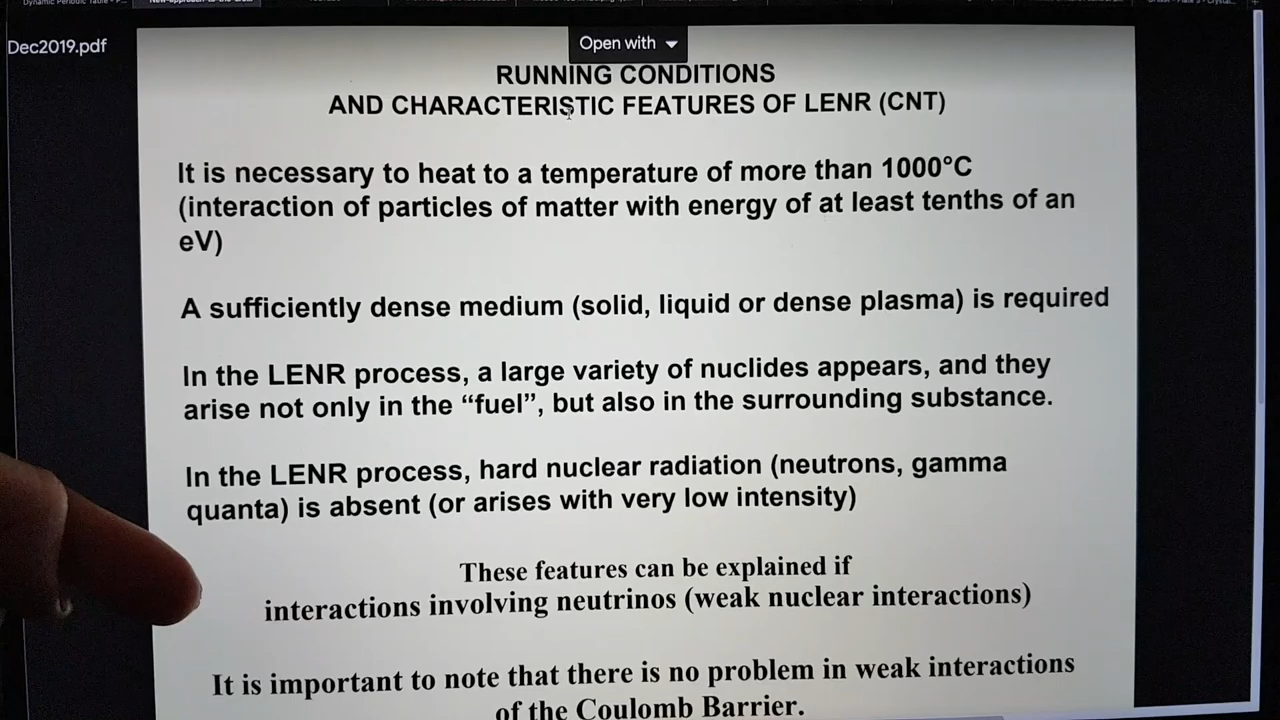 Dec2019.pdf
Open with
RUNNING CONDITIONS
AND CHARACTERISTIC FEATURES OF LENR (CNT)
It is necessary to heat to a temperature of more than 1000°C
(interaction of particles of matter with energy of at least tenths of an
eV)
A sufficiently dense medium (solid, liquid or dense plasma) is required
In the LENR process, a large variety of nuclides appears, and they
arise not only in the “fuel”, but also in the surrounding substance.
In the LENR process, hard nuclear radiation (neutrons, gamma
quanta) is absent (or arises with very low intensity)
These features can be explained if
interactions involving neutrinos (weak nuclear interactions)
It is important to note that there is no problem in weak interactions
of the Coulomb Barrier.